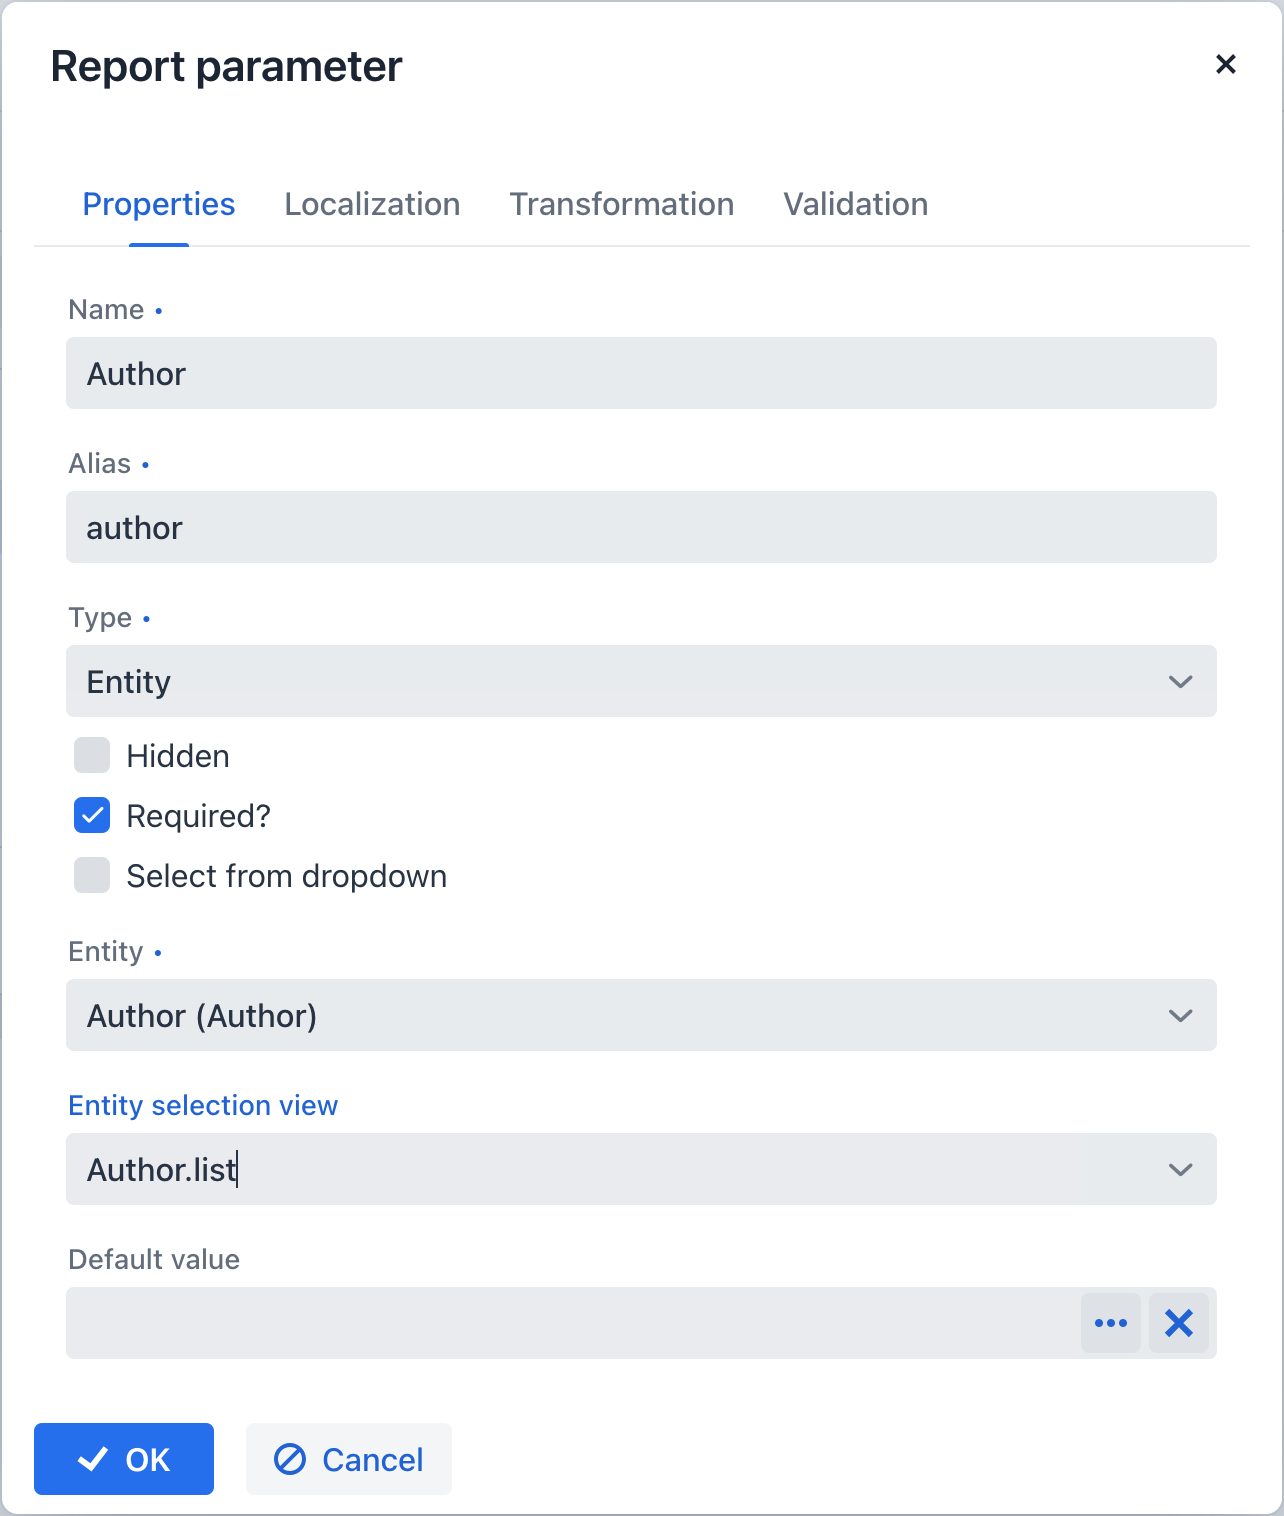 Report parameter
Properties Localization Transformation Validation
Name •
Author
Alias •
author
Type •
Entity
Hidden
Required?
Select from dropdown
Entity •
Author (Author)
Entity selection view
Author.list
Default value
OK Cancel